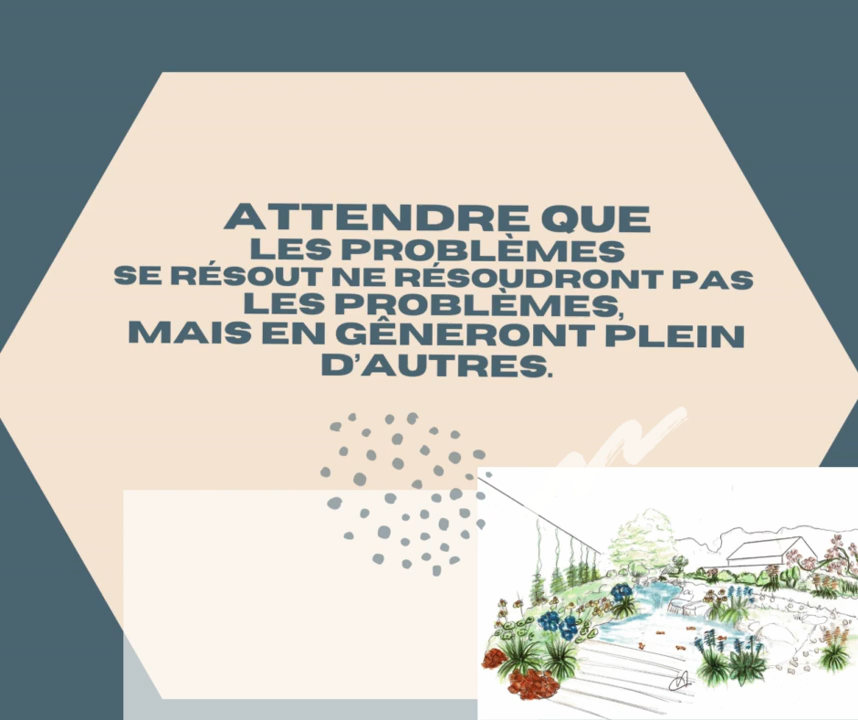 ATTENDRE QUE
LES PROBLÈMES
SE RÉSOUT NE RÉSOUDRONT PAS
LES PROBLÈMES,
MAIS EN GÊNERONT PLEIN
D'AUTRES.